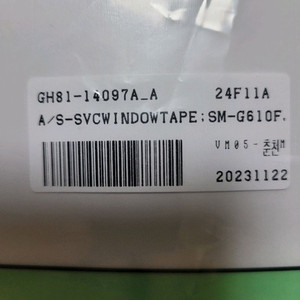 GH81-14097A_A 24F11A
A/S-SVCWINDOWTAPE;SM-G610F.
VM05-춘천M
20231122